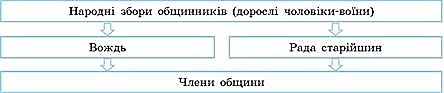 Народні збори общинників (дорослі чоловіки-воїни)
Вождь
Рада старійшин
Члени общини